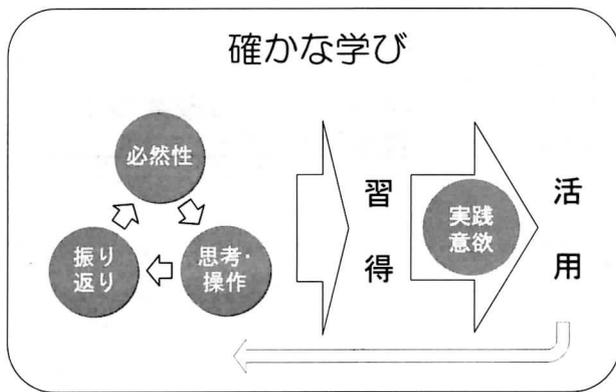 確かな学び
必然性
思考・
操作
振り
返り
習
得
実践
意欲
活
用